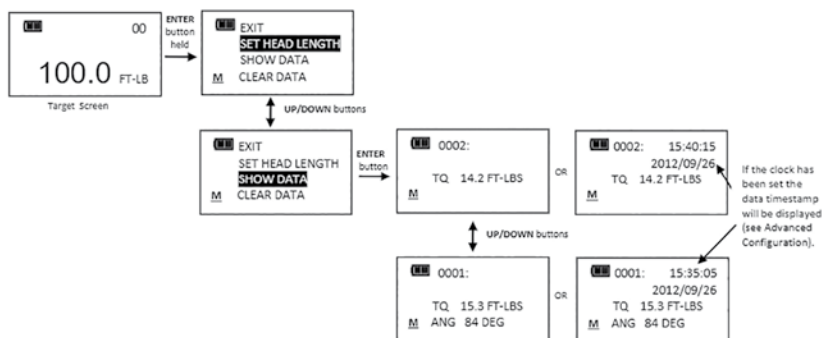 00
100.0 FT-LB
Target Screen
ENTER
button
held
EXIT
SET HEAD LENGTH
SHOW DATA
M CLEAR DATA
UP/DOWN buttons
EXIT
SET HEAD LENGTH
SHOW DATA
M CLEAR DATA
ENTER
button
0002:
TQ 14.2 FT-LBS
M
OR
0002: 15:40:15
2012/09/26
TQ 14.2 FT-LBS
M
If the clock has
been set the
data timestamp
will be displayed
(see Advanced
Configuration).
UP/DOWN buttons
0001:
TQ 15.3 FT-LBS
M ANG 84 DEG
OR
0001: 15:35:05
2012/09/26
TQ 15.3 FT-LBS
M ANG 84 DEG